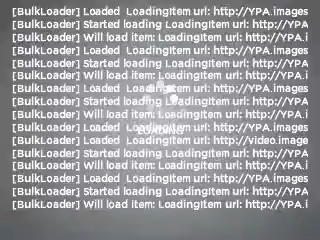 [BulkLoader] Loaded LoadingItem url: http://YPA.images
[BulkLoader] Started loading LoadingItem url: http://YPA
[BulkLoader] Will load item: LoadingItem url: http://YPA.i
[BulkLoader] Loaded LoadingItem url: http://YPA.images
[BulkLoader] Started loading LoadingItem url: http://YPA
[BulkLoader] Will load item: LoadingItem url: http://YPA.i
[BulkLoader] Loaded LoadingItem url: http://YPA.images
[BulkLoader] Started loading LoadingItem url: http://YPA
[BulkLoader] Will load item: LoadingItem url: http://YPA.i
[BulkLoader] Loaded LoadingItem url: http://YPA.images
LOADING
[BulkLoader] Loaded LoadingItem url: http://video.image
[BulkLoader] Started loading LoadingItem url: http://YPA
[BulkLoader] Will load item: LoadingItem url: http://YPA.i
[BulkLoader] Loaded LoadingItem url: http://YPA.images
[BulkLoader] Started loading LoadingItem url: http://YPA
[BulkLoader] Will load item: LoadingItem url: http://YPA.i